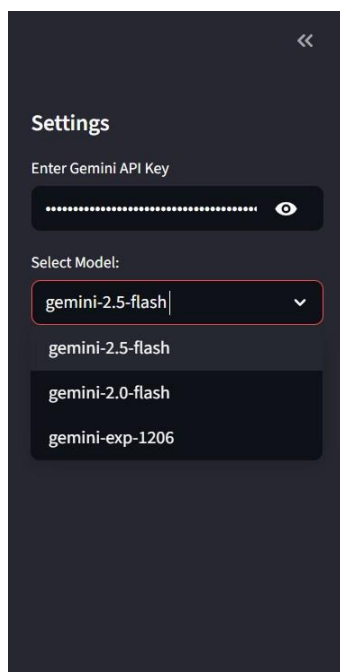 Settings
Enter Gemini API Key
Select Model:
gemini-2.5-flash
gemini-2.5-flash
gemini-2.0-flash
gemini-exp-1206